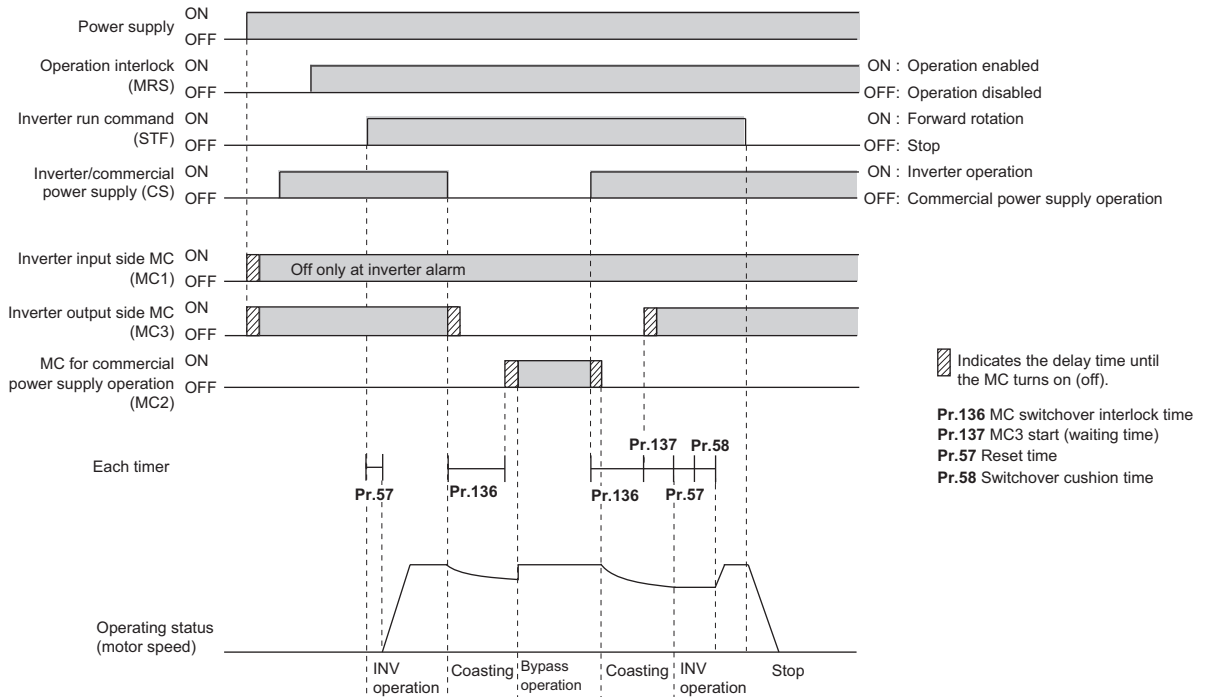 Power supply
ON
OFF
Operation interlock
(MRS)
ON
OFF
ON : Operation enabled
OFF: Operation disabled
Inverter run command
(STF)
ON
OFF
ON : Forward rotation
OFF: Stop
Inverter/commercial
power supply (CS)
ON
OFF
ON : Inverter operation
OFF: Commercial power supply operation
Inverter input side MC
(MC1)
ON
OFF
Off only at inverter alarm
Inverter output side MC
(MC3)
ON
OFF
MC for commercial
power supply operation
(MC2)
ON
OFF
Indicates the delay time until
the MC turns on (off).
Pr.136 MC switchover interlock time
Pr.137 MC3 start (waiting time)
Pr.57 Reset time
Pr.58 Switchover cushion time
Each timer
Pr.137
Pr.58
Pr.57
Pr.136
Pr.136
Pr.57
Operating status
(motor speed)
INV
operation
Coasting
Bypass
operation
Coasting
INV
operation
Stop